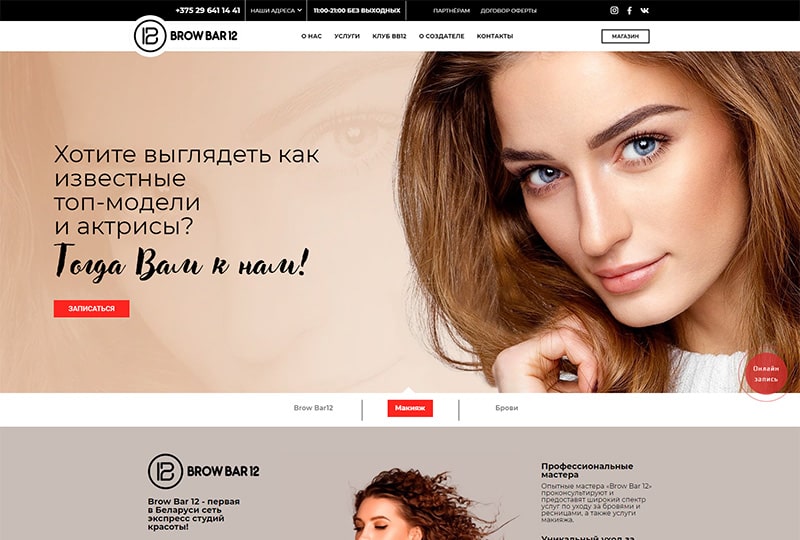 +375 29 641 14 41
НАШИ АДРЕСА
11:00-21:00 БЕЗ ВЫХОДНЫХ
ПАРТНЁРАМ
ДОГОВОР ОФЕРТЫ
BROW BAR 12
О НАС
УСЛУГИ
КЛУБ BB12
О СОЗДАТЕЛЕ
КОНТАКТЫ
МАГАЗИН
Хотите выглядеть как
известные
топ-модели
и актрисы?
Тогда Вам к нам!
ЗАПИСАТЬСЯ
Онлайн
запись
Brow Bar12
Макияж
Брови
BROW BAR 12
Brow Bar 12 - первая
в Беларуси сеть
экспресс студий
красоты!
Профессиональные
мастера
Опытные мастера «Brow Bar 12»
проконсультируют и
предоставят широкий спектр
услуг по уходу за бровями и
ресницами, а также услуги
макияжа.
Уникальный уход за